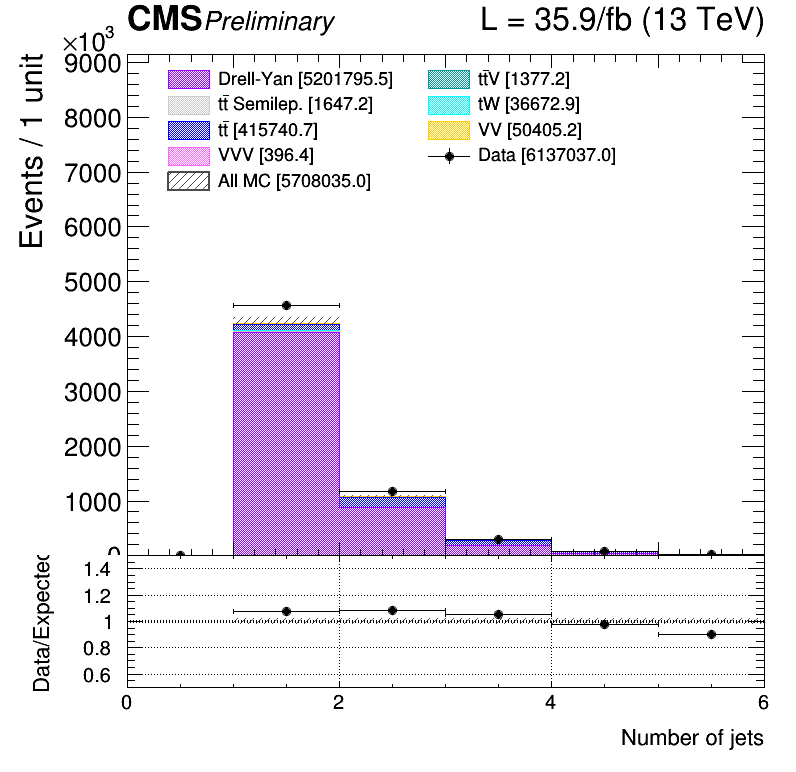 CMS Preliminary L = 35.9/fb (13 TeV)
×10³
Events / 1 unit
9000
8000
7000
6000
5000
4000
3000
2000
1000
0
Drell-Yan [5201795.5]
tt̄ Semilep. [1647.2]
tt̄ [415740.7]
VVV [396.4]
All MC [5708035.0]
tt̄V [1377.2]
tW [36672.9]
VV [50405.2]
Data [6137037.0]
Data/Expected
1.4
1.2
1
0.8
0.6
0 2 4 6
Number of jets